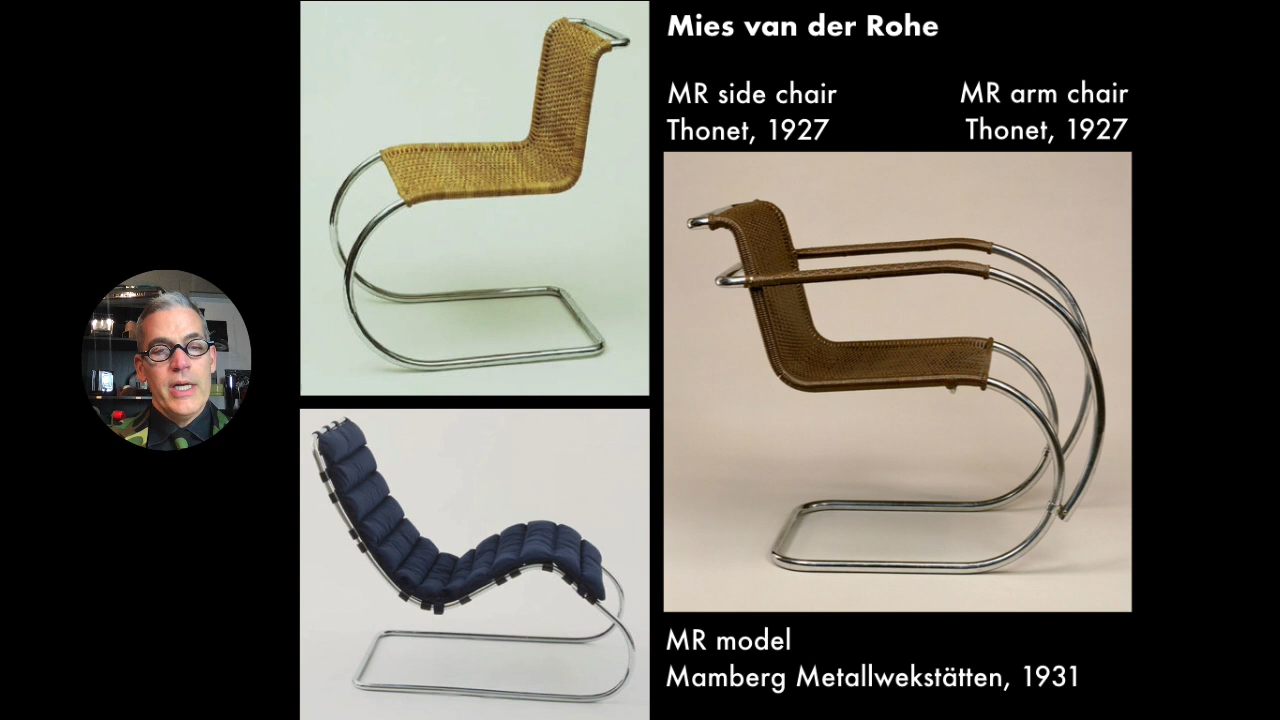 Mies van der Rohe
MR side chair
Thonet, 1927
MR arm chair
Thonet, 1927
MR model
Mamberg Metallwekstätten, 1931